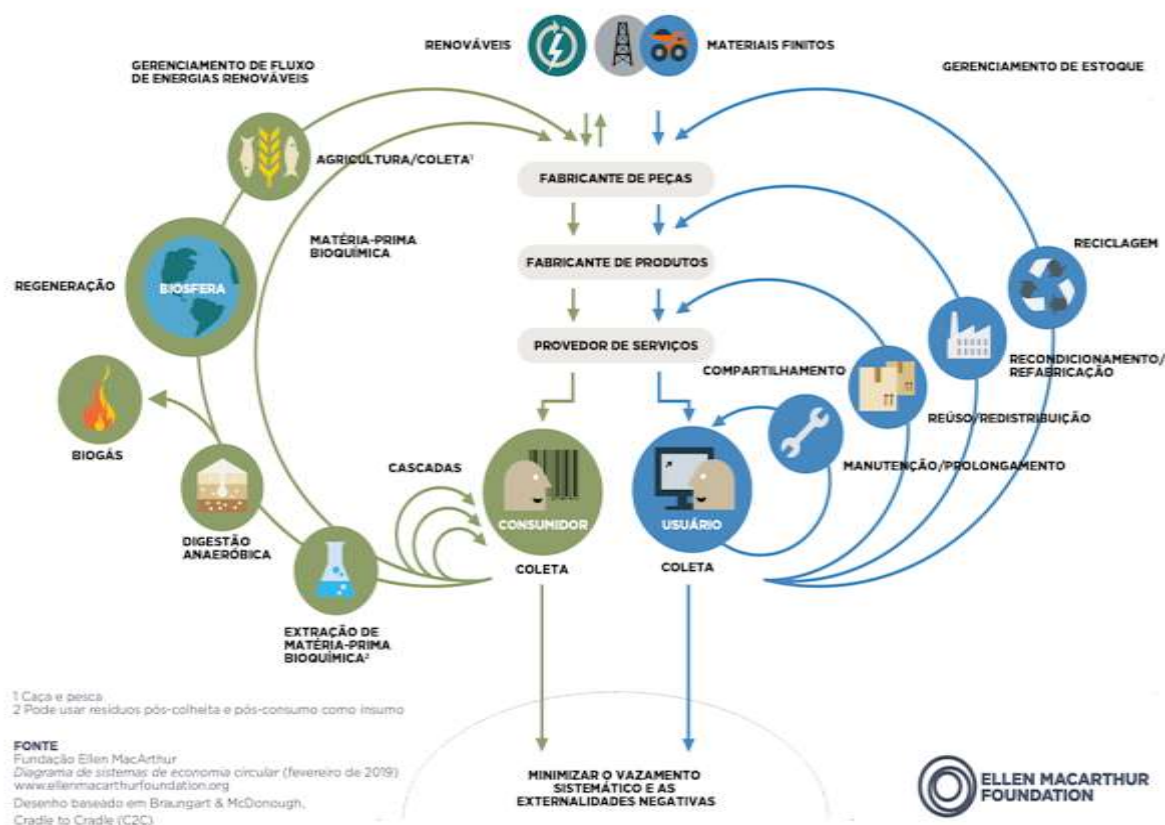 RENOVÁVEIS
MATERIAIS FINITOS
GERENCIAMENTO DE FLUXO
DE ENERGIAS RENOVÁVEIS
GERENCIAMENTO DE ESTOQUE
AGRICULTURA/COLETA¹
FABRICANTE DE PEÇAS
MATÉRIA-PRIMA
BIOQUÍMICA
RECICLAGEM
FABRICANTE DE PRODUTOS
REGENERAÇÃO
BIOSFERA
PROVEDOR DE SERVIÇOS
COMPARTILHAMENTO
RECONDICIONAMENTO/
REFABRICAÇÃO
REÚSO/REDISTRIBUIÇÃO
BIOGÁS
CASCADAS
MANUTENÇÃO/PROLONGAMENTO
CONSUMIDOR
USUÁRIO
DIGESTÃO
ANAERÓBICA
COLETA
COLETA
EXTRAÇÃO DE
MATÉRIA-PRIMA
BIOQUÍMICA²
1 Caça e pesca
2 Pode usar resíduos pós-colheita e pós-consumo como insumo
FONTE
Fundação Ellen MacArthur
Diagrama de sistemas de economia circular (fevereiro de 2019)
www.ellenmacarthurfoundation.org
Desenho baseado em Braungart & McDonough,
Cradle to Cradle (C2C)
MINIMIZAR O VAZAMENTO
SISTEMÁTICO E AS
EXTERNALIDADES NEGATIVAS
ELLEN MACARTHUR
FOUNDATION